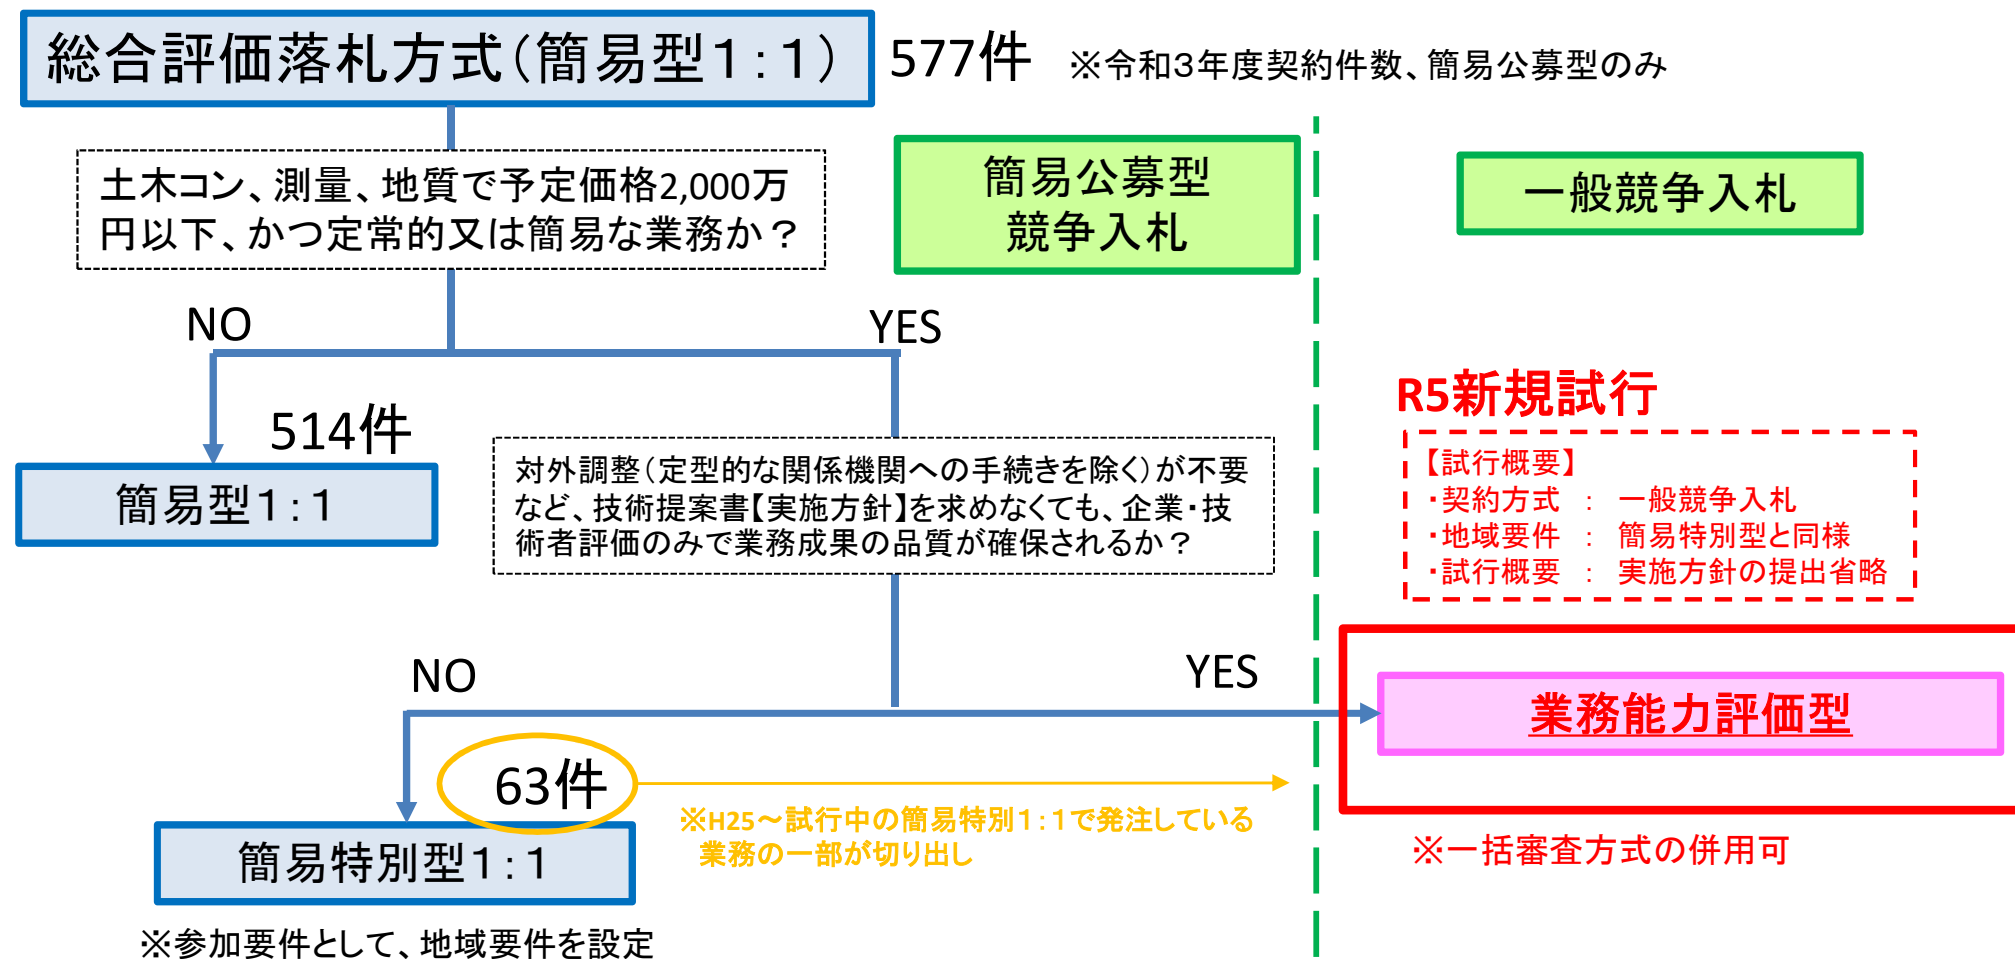 総合評価落札方式(簡易型1:1)
577件 ※令和3年度契約件数、簡易公募型のみ
土木コン、測量、地質で予定価格2,000万
円以下、かつ定常的又は簡易な業務か？
簡易公募型
競争入札
一般競争入札
NO
YES
514件
簡易型1:1
対外調整(定型的な関係機関への手続きを除く)が不要
など、技術提案書【実施方針】を求めなくても、企業・技
術者評価のみで業務成果の品質が確保されるか？
R5新規試行
【試行概要】
・契約方式 : 一般競争入札
・地域要件 : 簡易特別型と同様
・試行概要 : 実施方針の提出省略
NO
YES
業務能力評価型
63件
※H25～試行中の簡易特別1:1で発注している
業務の一部が切り出し
※一括審査方式の併用可
簡易特別型1:1
※参加要件として、地域要件を設定